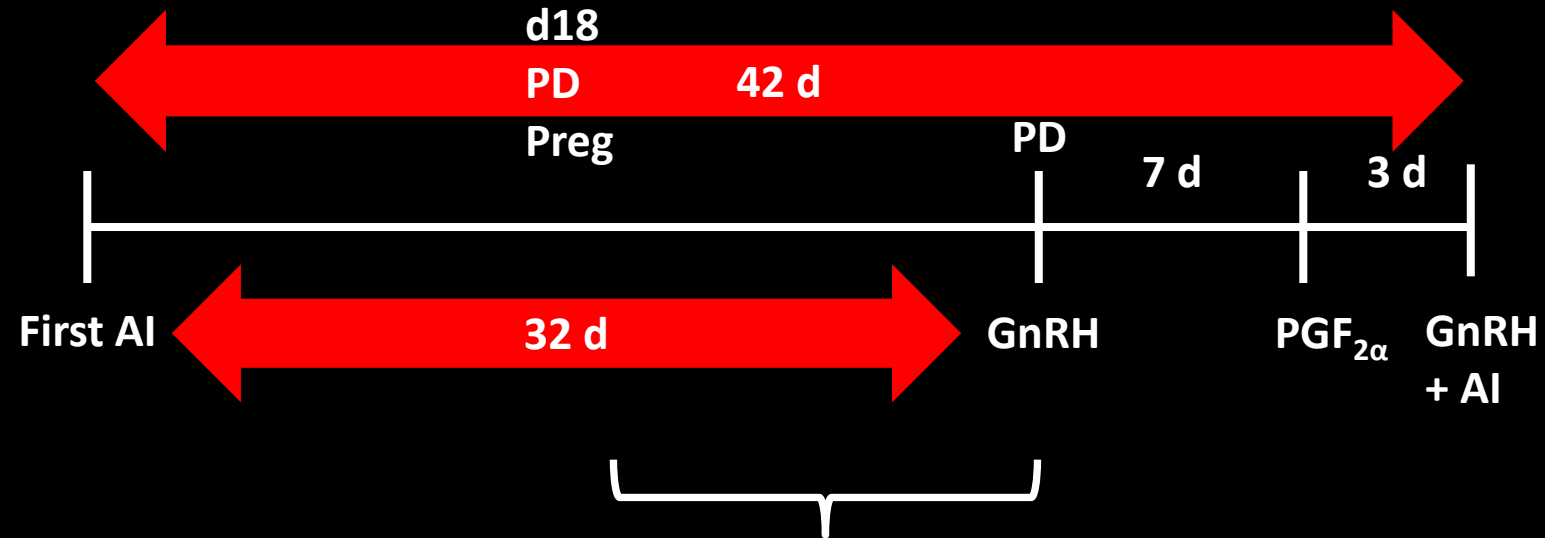 d18
PD
42 d
Preg
PD
7 d
3 d
First AI
32 d
GnRH
PGF2α
GnRH
+ AI